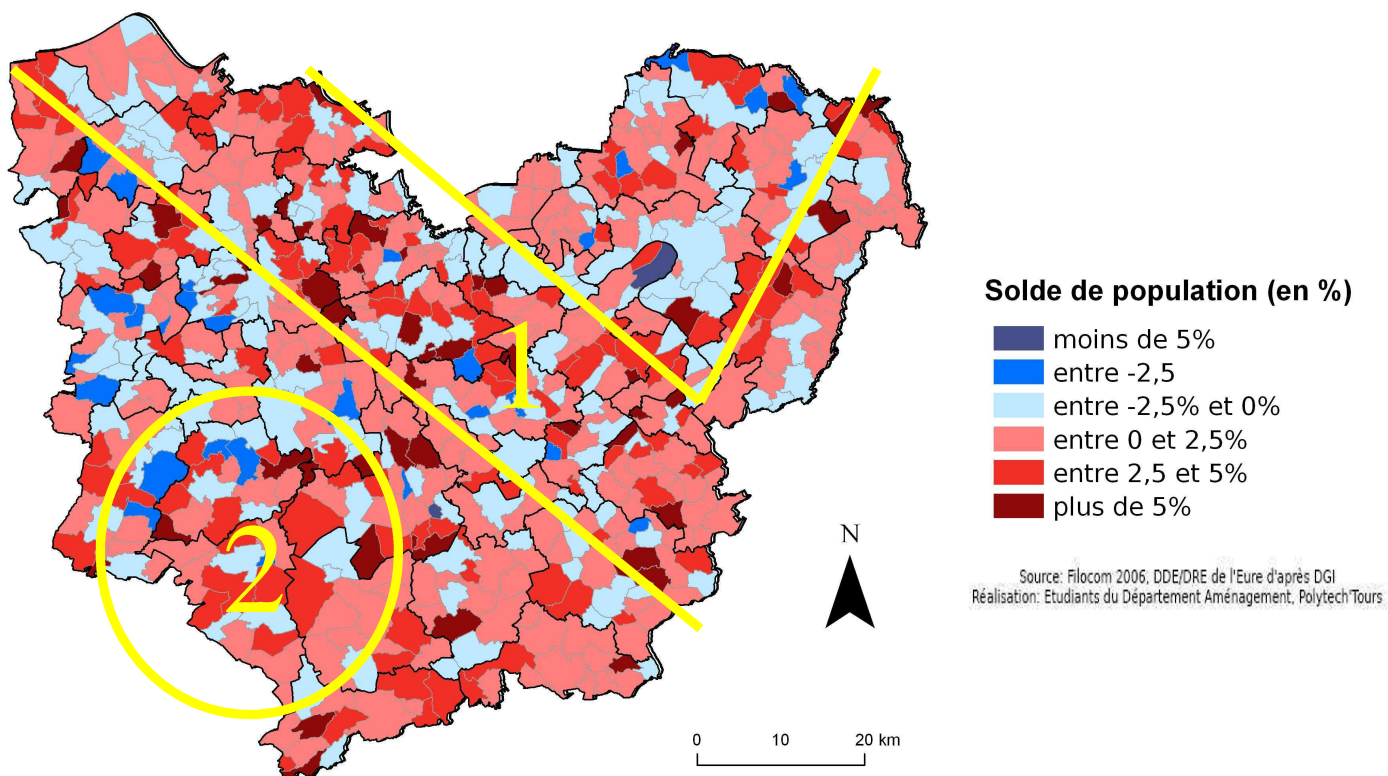 1
2
N
0 10 20 km
Solde de population (en %)
moins de 5%
entre -2,5
entre -2,5% et 0%
entre 0 et 2,5%
entre 2,5 et 5%
plus de 5%
Source: Filocom 2006, DDE/DRE de l'Eure d'après DGI
Réalisation: Etudiants du Département Aménagement, Polytech'Tours